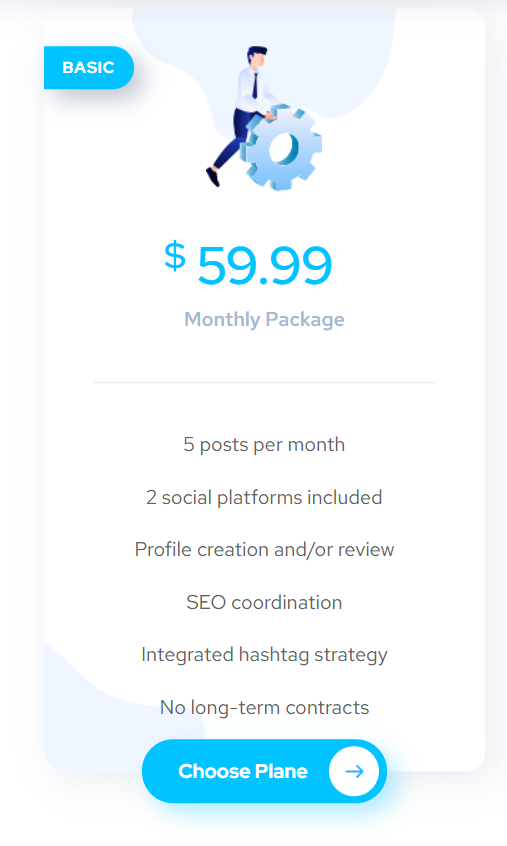 BASIC
$ 59.99
Monthly Package
5 posts per month
2 social platforms included
Profile creation and/or review
SEO coordination
Integrated hashtag strategy
No long-term contracts
Choose Plane